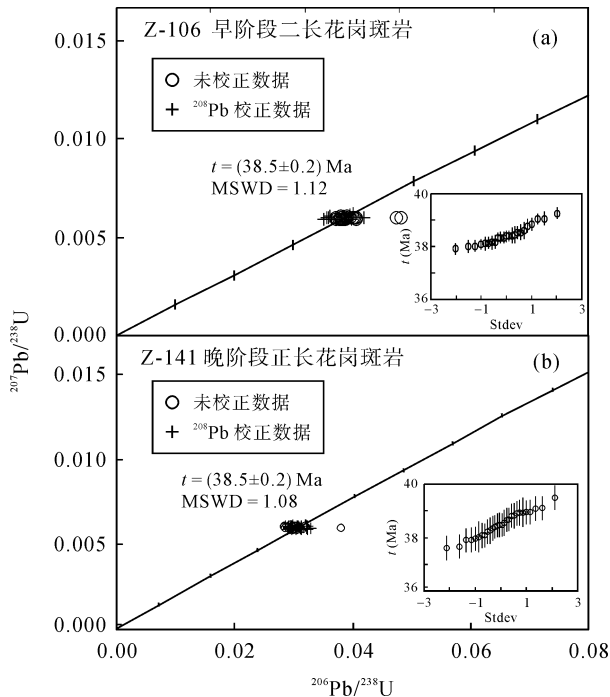 Z-106 早阶段二长花岗斑岩
(a)
○ 未校正数据
+ ²⁰⁸Pb 校正数据
t = (38.5±0.2) Ma
MSWD = 1.12
0.015
0.010
0.005
0.000
40
39
38
36
t (Ma)
−3 −1 1 3
Stdev
²⁰⁷Pb/²³⁸U
Z-141 晚阶段正长花岗斑岩
(b)
○ 未校正数据
+ ²⁰⁸Pb 校正数据
t = (38.5±0.2) Ma
MSWD = 1.08
0.015
0.010
0.005
0.000
40
38
36
t (Ma)
−3 −1 1 3
Stdev
0.00 0.02 0.04 0.06 0.08
²⁰⁶Pb/²³⁸U